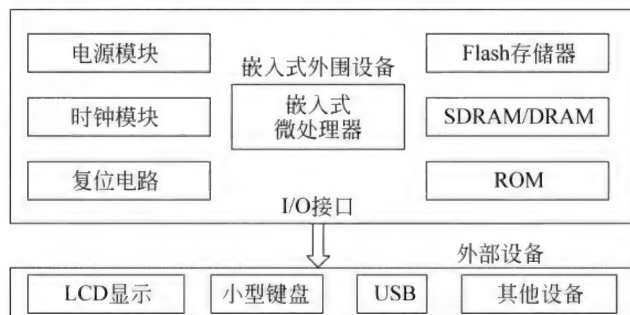 电源模块
嵌入式外围设备
Flash存储器
时钟模块
嵌入式
微处理器
SDRAM/DRAM
复位电路
ROM
I/O接口
外部设备
LCD显示
小型键盘
USB
其他设备